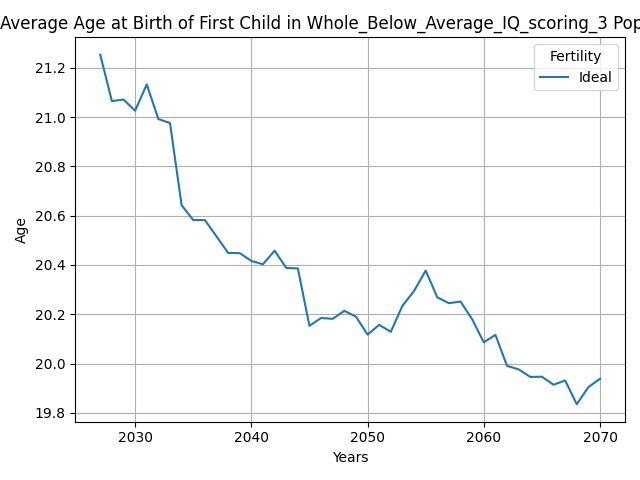 Average Age at Birth of First Child in Whole_Below_Average_IQ_scoring_3 Pop
Fertility
Ideal
21.2
21.0
20.8
20.6
20.4
20.2
20.0
19.8
Age
2030 2040 2050 2060 2070
Years